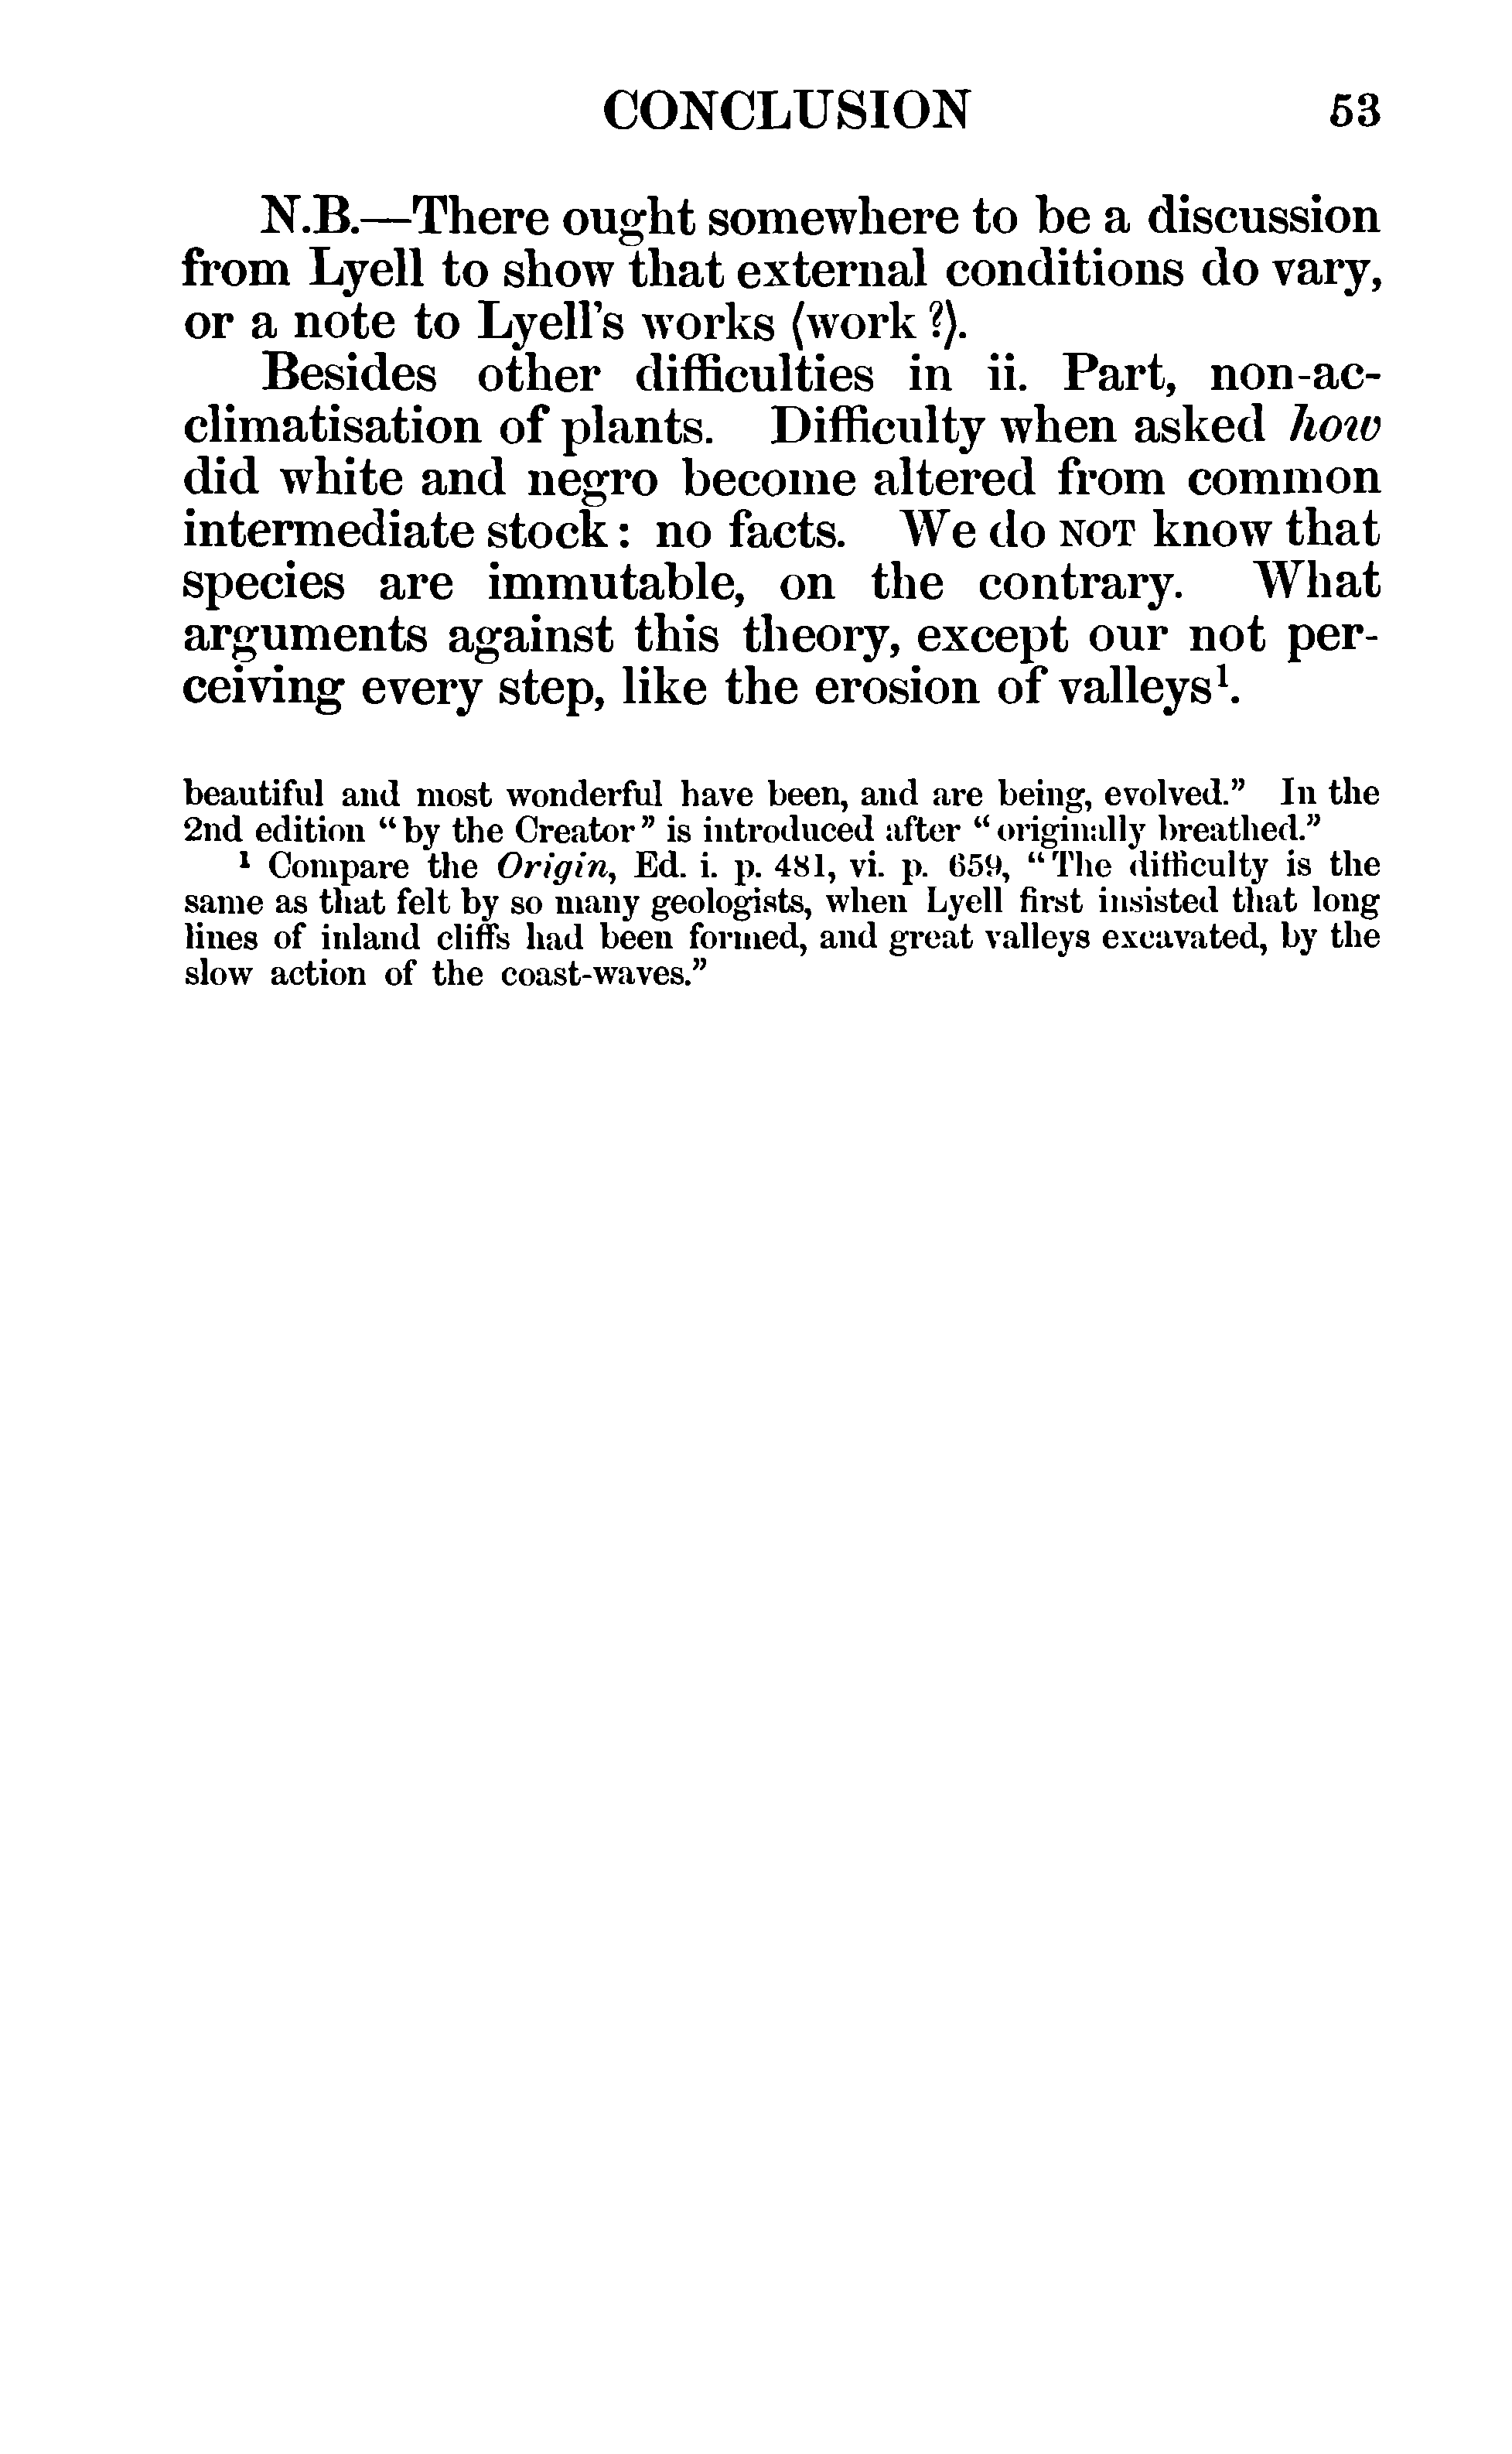 CONCLUSION 53
N.B.—There ought somewhere to be a discussion
from Lyell to show that external conditions do vary,
or a note to Lyell's works (work?).
Besides other difficulties in ii. Part, non-ac-
climatisation of plants. Difficulty when asked how
did white and negro become altered from common
intermediate stock: no facts. We do NOT know that
species are immutable, on the contrary. What
arguments against this theory, except our not per-
ceiving every step, like the erosion of valleys¹.
beautiful and most wonderful have been, and are being, evolved." In the
2nd edition "by the Creator" is introduced after "originally breathed."
¹ Compare the Origin, Ed. i. p. 481, vi. p. 659, "The difficulty is the
same as that felt by so many geologists, when Lyell first insisted that long
lines of inland cliffs had been formed, and great valleys excavated, by the
slow action of the coast-waves."